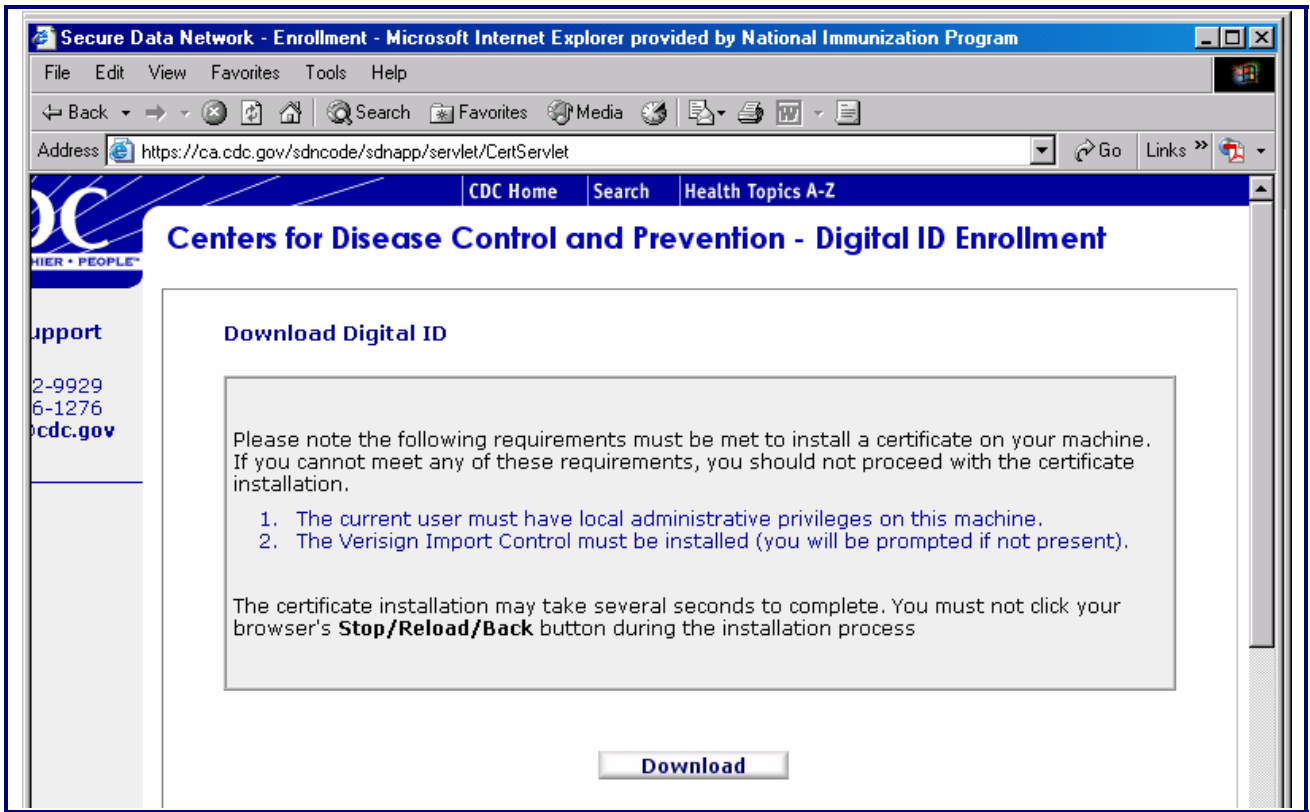 Secure Data Network - Enrollment - Microsoft Internet Explorer provided by National Immunization Program
File Edit View Favorites Tools Help
Back Search Favorites Media
Address https://ca.cdc.gov/sdncode/sdnapp/servlet/CertServlet Go Links »
CDC Home Search Health Topics A-Z
DC
HIER • PEOPLE™
Centers for Disease Control and Prevention - Digital ID Enrollment
upport
2-9929
6-1276
cdc.gov
Download Digital ID
Please note the following requirements must be met to install a certificate on your machine.
If you cannot meet any of these requirements, you should not proceed with the certificate
installation.
1. The current user must have local administrative privileges on this machine.
2. The Verisign Import Control must be installed (you will be prompted if not present).
The certificate installation may take several seconds to complete. You must not click your
browser's Stop/Reload/Back button during the installation process
Download